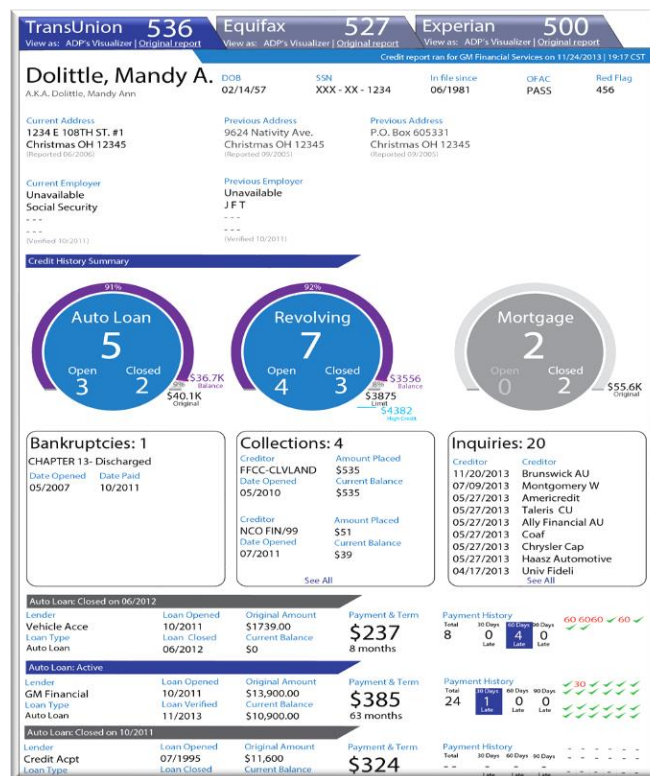 TransUnion 536 Equifax 527 Experian 500
View as: ADP's Visualizer | Original report View as: ADP's Visualizer | Original report View as: ADP's Visualizer | Original report
Credit report ran for GM Financial Services on 11/24/2013 | 19:17 CST
Dolittle, Mandy A. DOB SSN In file since OFAC Red Flag
A.K.A. Dolittle, Mandy Ann 02/14/57 XXX - XX - 1234 06/1981 PASS 456
Current Address Previous Address Previous Address
1234 E 108TH ST. #1 9624 Nativity Ave. P.O. Box 605331
Christmas OH 12345 Christmas OH 12345 Christmas OH 12345
(Reported 06/2006) (Reported 09/2005) (Reported 09/2005)
Current Employer Previous Employer
Unavailable Unavailable
Social Security J F T
- - - - - -
- - - - - -
(Verified 10/2011) (Verified 10/2011)
Credit History Summary
91% 92%
Auto Loan Revolving Mortgage
5 7 2
Open Closed Open Closed Open Closed
3 2 4 3 0 2
9% $36.7K Balance 8% $3556 Balance
$40.1K Original $3875 Limit $55.6K Original
$4382 High Credit
Bankruptcies: 1
CHAPTER 13- Discharged
Date Opened Date Paid
05/2007 10/2011
Collections: 4
Creditor Amount Placed
FFCC-CLVLAND $535
Date Opened Current Balance
05/2010 $535
Creditor Amount Placed
NCO FIN/99 $51
Date Opened Current Balance
07/2011 $39
See All
Inquiries: 20
Creditor Creditor
11/20/2013 Brunswick AU
07/09/2013 Montgomery W
05/27/2013 Americredit
05/27/2013 Taleris CU
05/27/2013 Ally Financial AU
05/27/2013 Coaf
05/27/2013 Chrysler Cap
05/27/2013 Haasz Automotive
04/17/2013 Univ Fideli
See All
Auto Loan: Closed on 06/2012
Lender Loan Opened Original Amount Payment & Term Payment History
Vehicle Acce 10/2011 $1739.00 $237 Total 30 Days 60 Days 90 Days 60 60 60 ✓ 60 ✓
Loan Type Loan Closed Current Balance 8 0 4 0 ✓ ✓
Auto Loan 06/2012 $0 8 months Late Late Late
Auto Loan: Active
Lender Loan Opened Original Amount Payment & Term Payment History
GM Financial 10/2011 $13,900.00 $385 Total 30 Days 60 Days 90 Days ✓ 30 ✓ ✓ ✓ ✓
Loan Type Loan Verified Current Balance 24 1 0 0 ✓ ✓ ✓ ✓ ✓ ✓
Auto Loan 11/2013 $10,900.00 63 months Late Late Late ✓ ✓ ✓ ✓ ✓ ✓
✓ ✓ ✓ ✓ ✓ ✓
Auto Loan: Closed on 10/2011
Lender Loan Opened Original Amount Payment & Term Payment History
Credit Acpt 07/1995 $11,600 $324 Total 30 Days 60 Days 90 Days - - - - - -
Loan Type Loan Closed Current Balance -- - - - - - - - - -
Late Late Late